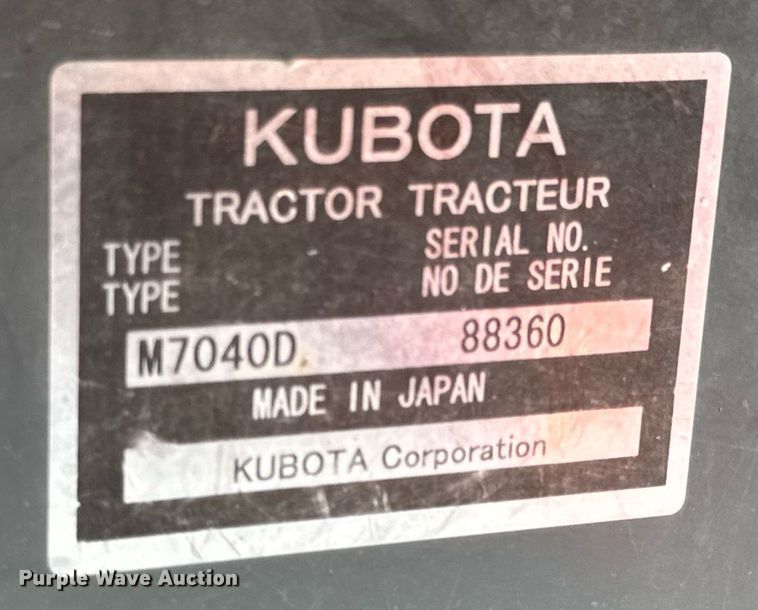 KUBOTA
TRACTOR TRACTEUR
TYPE SERIAL NO.
TYPE NO DE SERIE
M7040D 88360
MADE IN JAPAN
KUBOTA Corporation
Purple Wave Auction